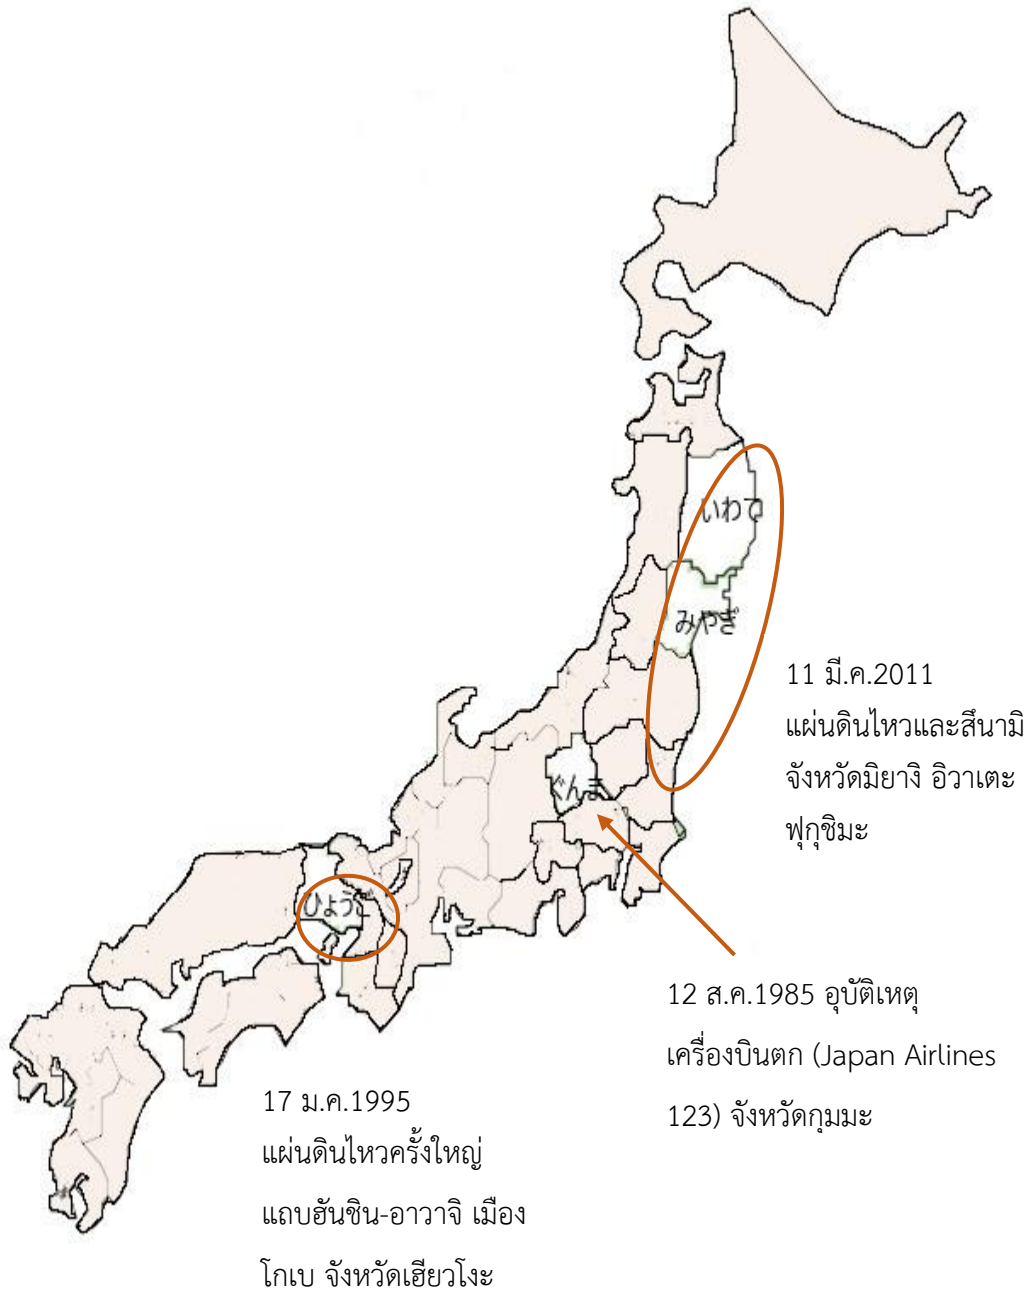 いわて
みやぎ
11 มี.ค.2011
แผ่นดินไหวและสึนามิ
จังหวัดมิยางิ อิวาเตะ
ฟุกุชิมะ
ぐんま
ひょうご
12 ส.ค.1985 อุบัติเหตุ
เครื่องบินตก (Japan Airlines
123) จังหวัดกุมมะ
17 ม.ค.1995
แผ่นดินไหวครั้งใหญ่
แถบฮันชิน-อาวาจิ เมือง
โกเบ จังหวัดเฮียวโงะ